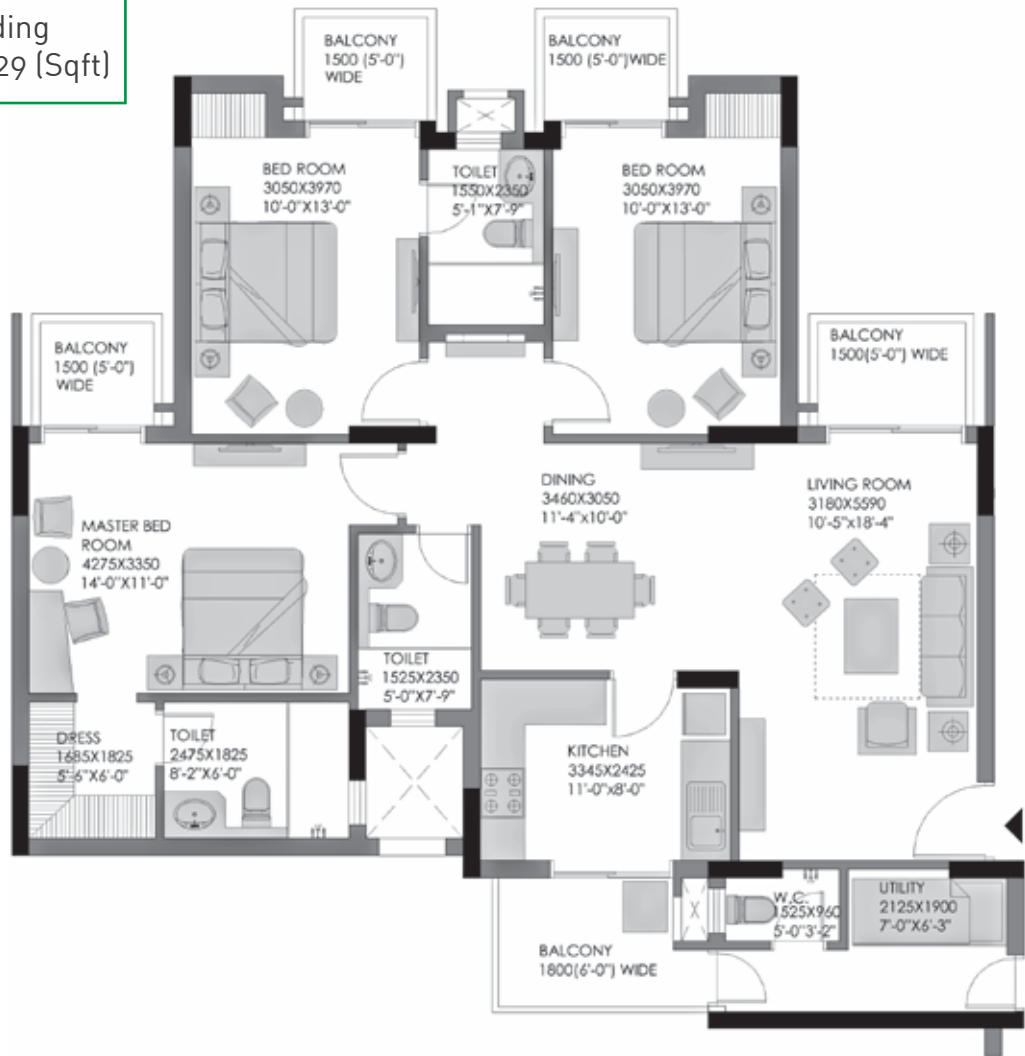 29 (Sqft)
BALCONY
1500 (5'-0")
WIDE
BALCONY
1500 (5'-0")WIDE
BED ROOM
3050X3970
10'-0"X13'-0"
TOILET
1550X2350
5'-1"X7'-9"
BED ROOM
3050X3970
10'-0"X13'-0"
BALCONY
1500 (5'-0")
WIDE
BALCONY
1500(5'-0") WIDE
MASTER BED
ROOM
4275X3350
14'-0"X11'-0"
DINING
3460X3050
11'-4"x10'-0"
LIVING ROOM
3180X5590
10'-5"x18'-4"
TOILET
1525X2350
5'-0"X7'-9"
DRESS
1685X1825
5'-6"X6'-0"
TOILET
2475X1825
8'-2"X6'-0"
KITCHEN
3345X2425
11'-0"x8'-0"
W.C.
1525X960
5'-0"3'-2"
UTILITY
2125X1900
7'-0"X6'-3"
BALCONY
1800(6'-0") WIDE